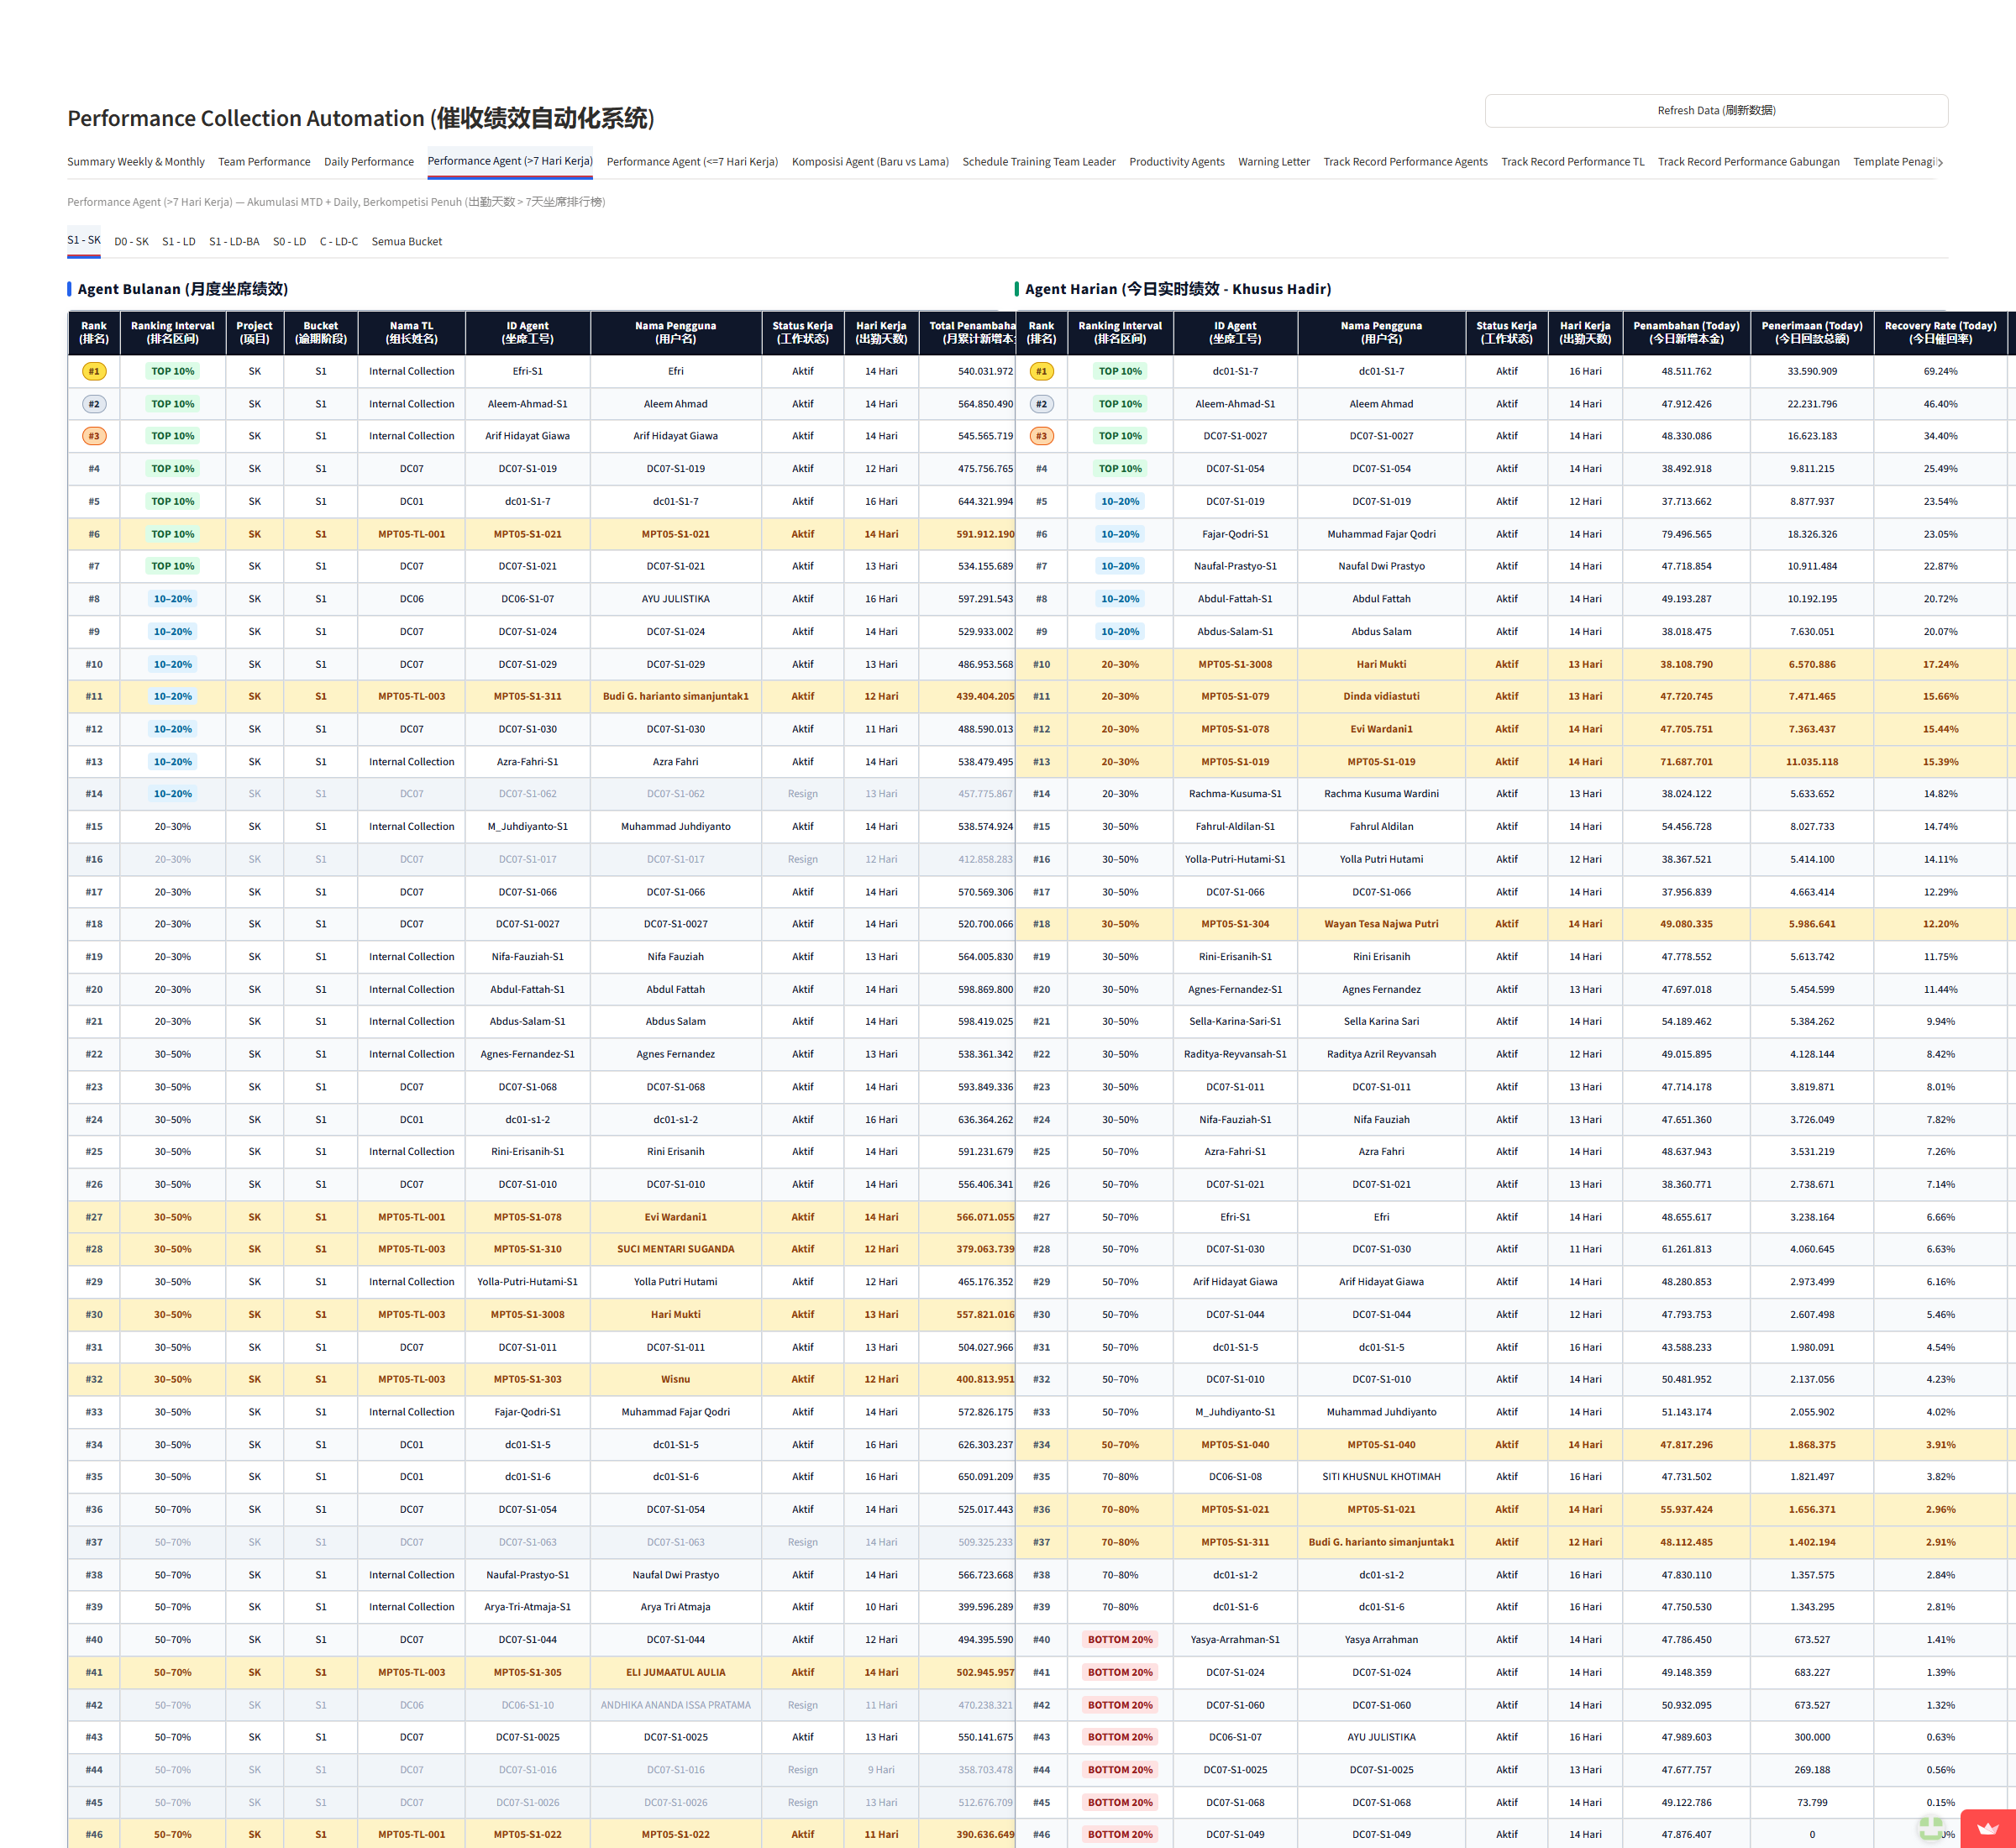 Performance Collection Automation (催收绩效自动化系统)
Refresh Data (刷新数据)
Summary Weekly & Monthly Team Performance Daily Performance Performance Agent (>7 Hari Kerja) Performance Agent (<=7 Hari Kerja) Komposisi Agent (Baru vs Lama) Schedule Training Team Leader Productivity Agents Warning Letter Track Record Performance Agents Track Record Performance TL Track Record Performance Gabungan Template Penagi
Performance Agent (>7 Hari Kerja) — Akumulasi MTD + Daily, Berkompetisi Penuh (出勤天数 > 7天坐席排行榜)
S1 - SK D0 - SK S1 - LD S1 - LD-BA S0 - LD C - LD-C Semua Bucket
Agent Bulanan (月度坐席绩效)
Rank Ranking Interval Project Bucket Nama TL ID Agent Nama Pengguna Status Kerja Hari Kerja Total Penambaha
(排名) (排名区间) (项目) (逾期阶段) (组长姓名) (坐席工号) (用户名) (工作状态) (出勤天数) (月累计新增本
#1 TOP 10% SK S1 Internal Collection Efri-S1 Efri Aktif 14 Hari 540.031.972
#2 TOP 10% SK S1 Internal Collection Aleem-Ahmad-S1 Aleem Ahmad Aktif 14 Hari 564.850.490
#3 TOP 10% SK S1 Internal Collection Arif Hidayat Giawa Arif Hidayat Giawa Aktif 14 Hari 545.565.719
#4 TOP 10% SK S1 DC07 DC07-S1-019 DC07-S1-019 Aktif 12 Hari 475.756.765
#5 TOP 10% SK S1 DC01 dc01-S1-7 dc01-S1-7 Aktif 16 Hari 644.321.994
#6 TOP 10% SK S1 MPT05-TL-001 MPT05-S1-021 MPT05-S1-021 Aktif 14 Hari 591.912.190
#7 TOP 10% SK S1 DC07 DC07-S1-021 DC07-S1-021 Aktif 13 Hari 534.155.689
#8 10–20% SK S1 DC06 DC06-S1-07 AYU JULISTIKA Aktif 16 Hari 597.291.543
#9 10–20% SK S1 DC07 DC07-S1-024 DC07-S1-024 Aktif 14 Hari 529.933.002
#10 10–20% SK S1 DC07 DC07-S1-029 DC07-S1-029 Aktif 13 Hari 486.953.568
#11 10–20% SK S1 MPT05-TL-003 MPT05-S1-311 Budi G. harianto simanjuntak1 Aktif 12 Hari 439.404.205
#12 10–20% SK S1 DC07 DC07-S1-030 DC07-S1-030 Aktif 11 Hari 488.590.013
#13 10–20% SK S1 Internal Collection Azra-Fahri-S1 Azra Fahri Aktif 14 Hari 538.479.495
#14 10–20% SK S1 DC07 DC07-S1-062 DC07-S1-062 Resign 13 Hari 457.775.867
#15 20–30% SK S1 Internal Collection M_Juhdiyanto-S1 Muhammad Juhdiyanto Aktif 14 Hari 538.574.924
#16 20–30% SK S1 DC07 DC07-S1-017 DC07-S1-017 Resign 12 Hari 412.858.283
#17 20–30% SK S1 DC07 DC07-S1-066 DC07-S1-066 Aktif 14 Hari 570.569.306
#18 20–30% SK S1 DC07 DC07-S1-0027 DC07-S1-0027 Aktif 14 Hari 520.700.066
#19 20–30% SK S1 Internal Collection Nifa-Fauziah-S1 Nifa Fauziah Aktif 13 Hari 564.005.830
#20 20–30% SK S1 Internal Collection Abdul-Fattah-S1 Abdul Fattah Aktif 14 Hari 598.869.800
#21 20–30% SK S1 Internal Collection Abdus-Salam-S1 Abdus Salam Aktif 14 Hari 598.419.025
#22 30–50% SK S1 Internal Collection Agnes-Fernandez-S1 Agnes Fernandez Aktif 13 Hari 538.361.342
#23 30–50% SK S1 DC07 DC07-S1-068 DC07-S1-068 Aktif 14 Hari 593.849.336
#24 30–50% SK S1 DC01 dc01-s1-2 dc01-s1-2 Aktif 16 Hari 636.364.262
#25 30–50% SK S1 Internal Collection Rini-Erisanih-S1 Rini Erisanih Aktif 14 Hari 591.231.679
#26 30–50% SK S1 DC07 DC07-S1-010 DC07-S1-010 Aktif 14 Hari 556.406.341
#27 30–50% SK S1 MPT05-TL-001 MPT05-S1-078 Evi Wardani1 Aktif 14 Hari 566.071.055
#28 30–50% SK S1 MPT05-TL-003 MPT05-S1-310 SUCI MENTARI SUGANDA Aktif 12 Hari 379.063.739
#29 30–50% SK S1 Internal Collection Yolla-Putri-Hutami-S1 Yolla Putri Hutami Aktif 12 Hari 465.176.352
#30 30–50% SK S1 MPT05-TL-003 MPT05-S1-3008 Hari Mukti Aktif 13 Hari 557.821.016
#31 30–50% SK S1 DC07 DC07-S1-011 DC07-S1-011 Aktif 13 Hari 504.027.966
#32 30–50% SK S1 MPT05-TL-003 MPT05-S1-303 Wisnu Aktif 12 Hari 400.813.951
#33 30–50% SK S1 Internal Collection Fajar-Qodri-S1 Muhammad Fajar Qodri Aktif 14 Hari 572.826.175
#34 30–50% SK S1 DC01 dc01-S1-5 dc01-S1-5 Aktif 16 Hari 626.303.237
#35 30–50% SK S1 DC01 dc01-S1-6 dc01-S1-6 Aktif 16 Hari 650.091.209
#36 50–70% SK S1 DC07 DC07-S1-054 DC07-S1-054 Aktif 14 Hari 525.017.443
#37 50–70% SK S1 DC07 DC07-S1-063 DC07-S1-063 Resign 14 Hari 509.325.233
#38 50–70% SK S1 Internal Collection Naufal-Prastyo-S1 Naufal Dwi Prastyo Aktif 14 Hari 566.723.668
#39 50–70% SK S1 Internal Collection Arya-Tri-Atmaja-S1 Arya Tri Atmaja Aktif 10 Hari 399.596.289
#40 50–70% SK S1 DC07 DC07-S1-044 DC07-S1-044 Aktif 12 Hari 494.395.590
#41 50–70% SK S1 MPT05-TL-003 MPT05-S1-305 ELI JUMAATUL AULIA Aktif 14 Hari 502.945.957
#42 50–70% SK S1 DC06 DC06-S1-10 ANDHIKA ANANDA ISSA PRATAMA Resign 11 Hari 470.238.321
#43 50–70% SK S1 DC07 DC07-S1-0025 DC07-S1-0025 Aktif 13 Hari 550.141.675
#44 50–70% SK S1 DC07 DC07-S1-016 DC07-S1-016 Resign 9 Hari 358.703.478
#45 50–70% SK S1 DC07 DC07-S1-0026 DC07-S1-0026 Resign 13 Hari 512.676.709
#46 50–70% SK S1 MPT05-TL-001 MPT05-S1-022 MPT05-S1-022 Aktif 11 Hari 390.636.649
Agent Harian (今日实时绩效 - Khusus Hadir)
Rank Ranking Interval ID Agent Nama Pengguna Status Kerja Hari Kerja Penambahan (Today) Penerimaan (Today) Recovery Rate (Today)
(排名) (排名区间) (坐席工号) (用户名) (工作状态) (出勤天数) (今日新增本金) (今日回款总额) (今日催回率)
#1 TOP 10% dc01-S1-7 dc01-S1-7 Aktif 16 Hari 48.511.762 33.590.909 69.24%
#2 TOP 10% Aleem-Ahmad-S1 Aleem Ahmad Aktif 14 Hari 47.912.426 22.231.796 46.40%
#3 TOP 10% DC07-S1-0027 DC07-S1-0027 Aktif 14 Hari 48.330.086 16.623.183 34.40%
#4 TOP 10% DC07-S1-054 DC07-S1-054 Aktif 14 Hari 38.492.918 9.811.215 25.49%
#5 10–20% DC07-S1-019 DC07-S1-019 Aktif 12 Hari 37.713.662 8.877.937 23.54%
#6 10–20% Fajar-Qodri-S1 Muhammad Fajar Qodri Aktif 14 Hari 79.496.565 18.326.326 23.05%
#7 10–20% Naufal-Prastyo-S1 Naufal Dwi Prastyo Aktif 14 Hari 47.718.854 10.911.484 22.87%
#8 10–20% Abdul-Fattah-S1 Abdul Fattah Aktif 14 Hari 49.193.287 10.192.195 20.72%
#9 10–20% Abdus-Salam-S1 Abdus Salam Aktif 14 Hari 38.018.475 7.630.051 20.07%
#10 20–30% MPT05-S1-3008 Hari Mukti Aktif 13 Hari 38.108.790 6.570.886 17.24%
#11 20–30% MPT05-S1-079 Dinda vidiastuti Aktif 13 Hari 47.720.745 7.471.465 15.66%
#12 20–30% MPT05-S1-078 Evi Wardani1 Aktif 14 Hari 47.705.751 7.363.437 15.44%
#13 20–30% MPT05-S1-019 MPT05-S1-019 Aktif 14 Hari 71.687.701 11.035.118 15.39%
#14 20–30% Rachma-Kusuma-S1 Rachma Kusuma Wardini Aktif 13 Hari 38.024.122 5.633.652 14.82%
#15 30–50% Fahrul-Aldilan-S1 Fahrul Aldilan Aktif 14 Hari 54.456.728 8.027.733 14.74%
#16 30–50% Yolla-Putri-Hutami-S1 Yolla Putri Hutami Aktif 12 Hari 38.367.521 5.414.100 14.11%
#17 30–50% DC07-S1-066 DC07-S1-066 Aktif 14 Hari 37.956.839 4.663.414 12.29%
#18 30–50% MPT05-S1-304 Wayan Tesa Najwa Putri Aktif 14 Hari 49.080.335 5.986.641 12.20%
#19 30–50% Rini-Erisanih-S1 Rini Erisanih Aktif 14 Hari 47.778.552 5.613.742 11.75%
#20 30–50% Agnes-Fernandez-S1 Agnes Fernandez Aktif 13 Hari 47.697.018 5.454.599 11.44%
#21 30–50% Sella-Karina-Sari-S1 Sella Karina Sari Aktif 14 Hari 54.189.462 5.384.262 9.94%
#22 30–50% Raditya-Reyvansah-S1 Raditya Azril Reyvansah Aktif 12 Hari 49.015.895 4.128.144 8.42%
#23 30–50% DC07-S1-011 DC07-S1-011 Aktif 13 Hari 47.714.178 3.819.871 8.01%
#24 30–50% Nifa-Fauziah-S1 Nifa Fauziah Aktif 13 Hari 47.651.360 3.726.049 7.82%
#25 50–70% Azra-Fahri-S1 Azra Fahri Aktif 14 Hari 48.637.943 3.531.219 7.26%
#26 50–70% DC07-S1-021 DC07-S1-021 Aktif 13 Hari 38.360.771 2.738.671 7.14%
#27 50–70% Efri-S1 Efri Aktif 14 Hari 48.655.617 3.238.164 6.66%
#28 50–70% DC07-S1-030 DC07-S1-030 Aktif 11 Hari 61.261.813 4.060.645 6.63%
#29 50–70% Arif Hidayat Giawa Arif Hidayat Giawa Aktif 14 Hari 48.280.853 2.973.499 6.16%
#30 50–70% DC07-S1-044 DC07-S1-044 Aktif 12 Hari 47.793.753 2.607.498 5.46%
#31 50–70% dc01-S1-5 dc01-S1-5 Aktif 16 Hari 43.588.233 1.980.091 4.54%
#32 50–70% DC07-S1-010 DC07-S1-010 Aktif 14 Hari 50.481.952 2.137.056 4.23%
#33 50–70% M_Juhdiyanto-S1 Muhammad Juhdiyanto Aktif 14 Hari 51.143.174 2.055.902 4.02%
#34 50–70% MPT05-S1-040 MPT05-S1-040 Aktif 14 Hari 47.817.296 1.868.375 3.91%
#35 70–80% DC06-S1-08 SITI KHUSNUL KHOTIMAH Aktif 16 Hari 47.731.502 1.821.497 3.82%
#36 70–80% MPT05-S1-021 MPT05-S1-021 Aktif 14 Hari 55.937.424 1.656.371 2.96%
#37 70–80% MPT05-S1-311 Budi G. harianto simanjuntak1 Aktif 12 Hari 48.112.485 1.402.194 2.91%
#38 70–80% dc01-s1-2 dc01-s1-2 Aktif 16 Hari 47.830.110 1.357.575 2.84%
#39 70–80% dc01-S1-6 dc01-S1-6 Aktif 16 Hari 47.750.530 1.343.295 2.81%
#40 BOTTOM 20% Yasya-Arrahman-S1 Yasya Arrahman Aktif 14 Hari 47.786.450 673.527 1.41%
#41 BOTTOM 20% DC07-S1-024 DC07-S1-024 Aktif 14 Hari 49.148.359 683.227 1.39%
#42 BOTTOM 20% DC07-S1-060 DC07-S1-060 Aktif 14 Hari 50.932.095 673.527 1.32%
#43 BOTTOM 20% DC06-S1-07 AYU JULISTIKA Aktif 16 Hari 47.989.603 300.000 0.63%
#44 BOTTOM 20% DC07-S1-0025 DC07-S1-0025 Aktif 13 Hari 47.677.757 269.188 0.56%
#45 BOTTOM 20% DC07-S1-068 DC07-S1-068 Aktif 14 Hari 49.122.786 73.799 0.15%
#46 BOTTOM 20% DC07-S1-049 DC07-S1-049 Aktif 14 Hari 47.876.407 0